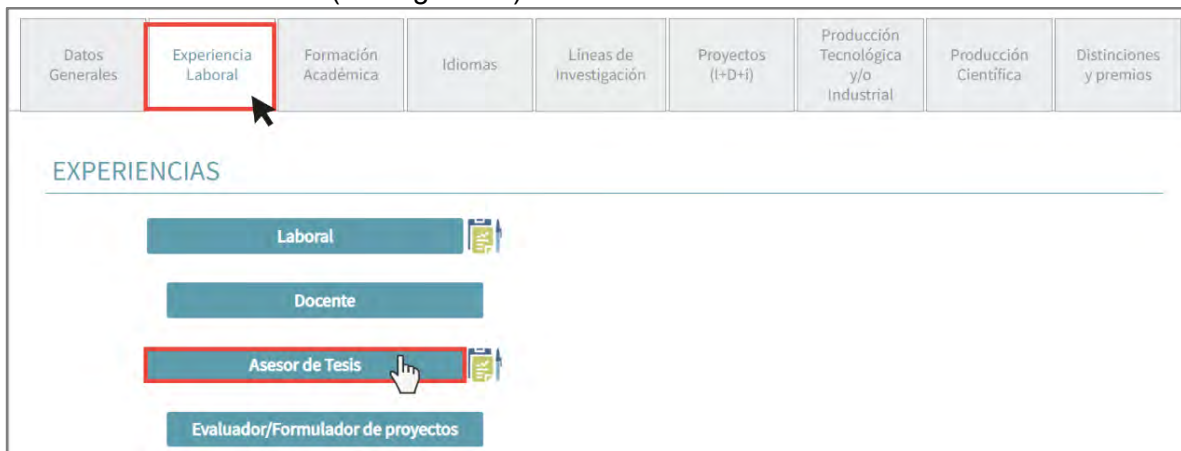 Datos
Generales
Experiencia
Laboral
Formación
Académica
Idiomas
Líneas de
Investigación
Proyectos
(I+D+i)
Producción
Tecnológica
y/o
Industrial
Producción
Científica
Distinciones
y premios
EXPERIENCIAS
Laboral
Docente
Asesor de Tesis
Evaluador/Formulador de proyectos